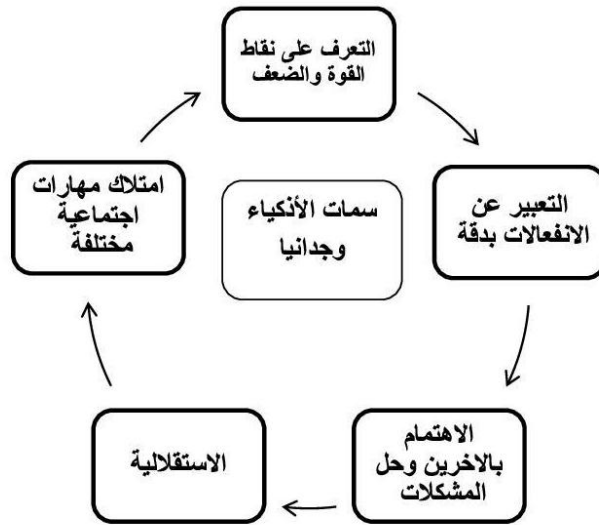 التعرف على نقاط
القوة والضعف
التعبير عن
الانفعالات بدقة
الاهتمام
بالاخرين وحل
المشكلات
الاستقلالية
امتلاك مهارات
اجتماعية
مختلفة
سمات الأذكياء
وجدانيا